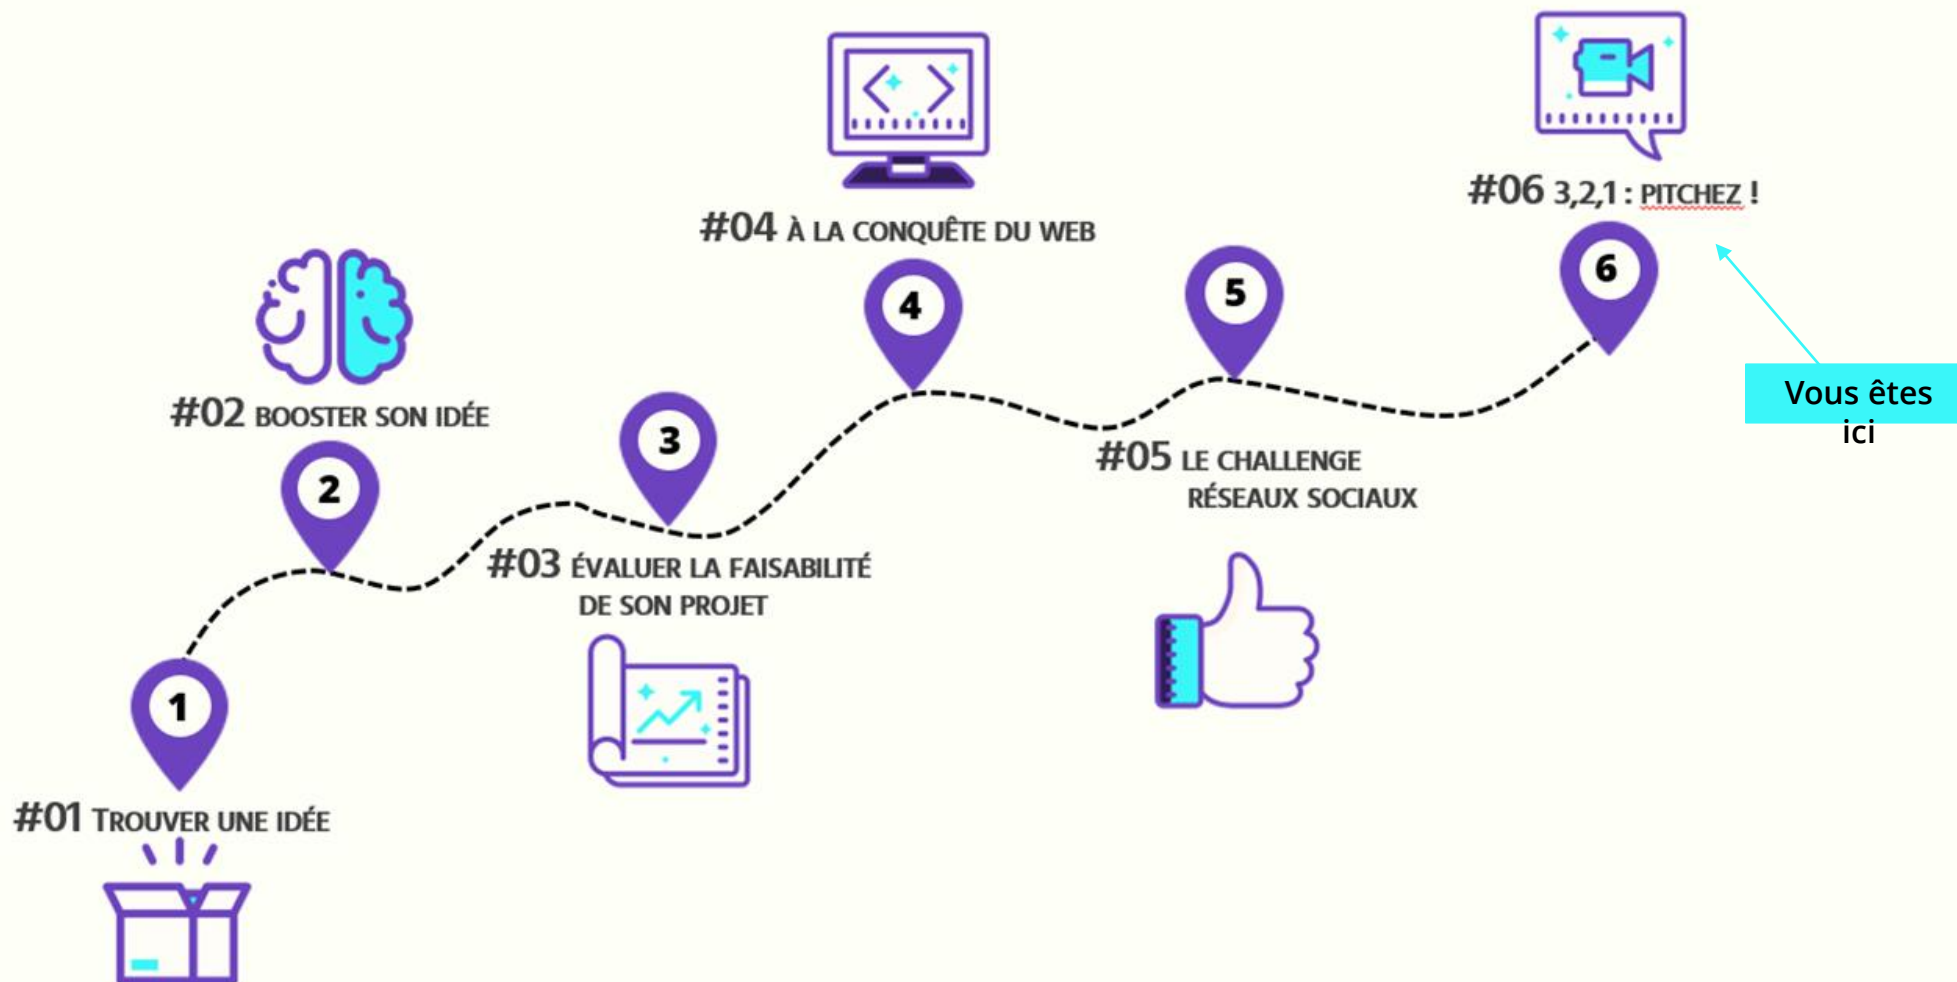 #01 Trouver une idée
1
#02 BOOSTER SON IDÉE
2
3
#03 ÉVALUER LA FAISABILITÉ
DE SON PROJET
#04 À LA CONQUÊTE DU WEB
4
5
#05 LE CHALLENGE
RÉSEAUX SOCIAUX
#06 3,2,1 : PITCHEZ !
6
Vous êtes
ici